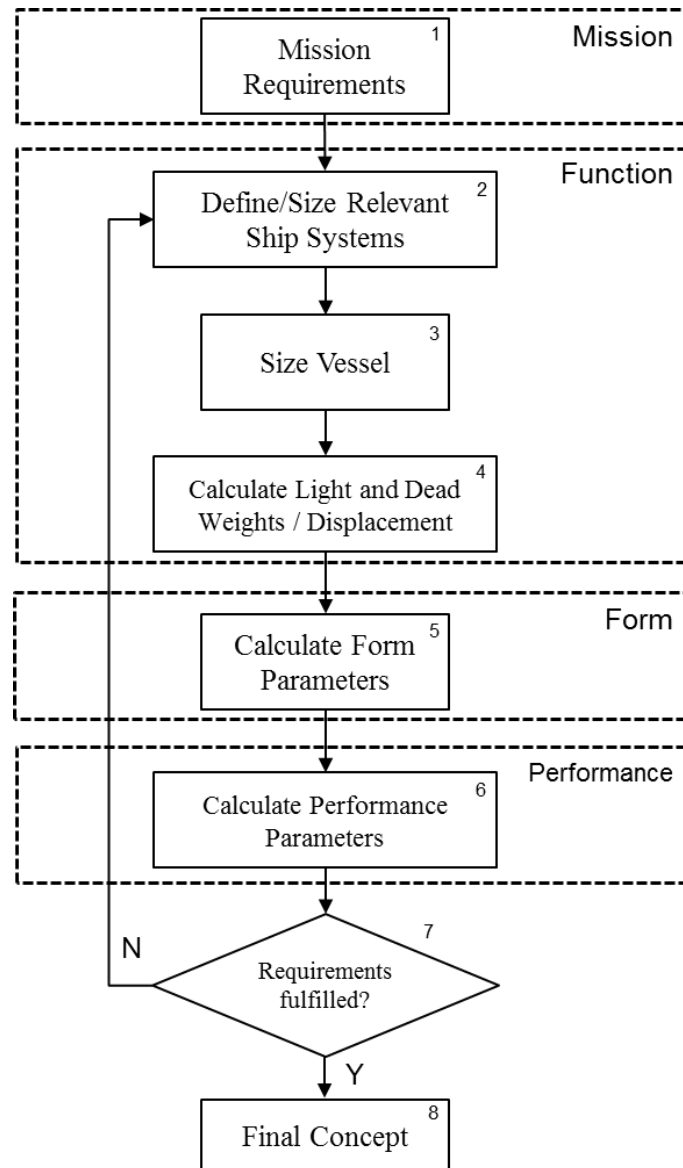 1
Mission
Mission
Requirements
Function
2
Define/Size Relevant
Ship Systems
3
Size Vessel
4
Calculate Light and Dead
Weights / Displacement
Form
5
Calculate Form
Parameters
Performance
6
Calculate Performance
Parameters
7
N
Requirements
fulfilled?
Y
8
Final Concept